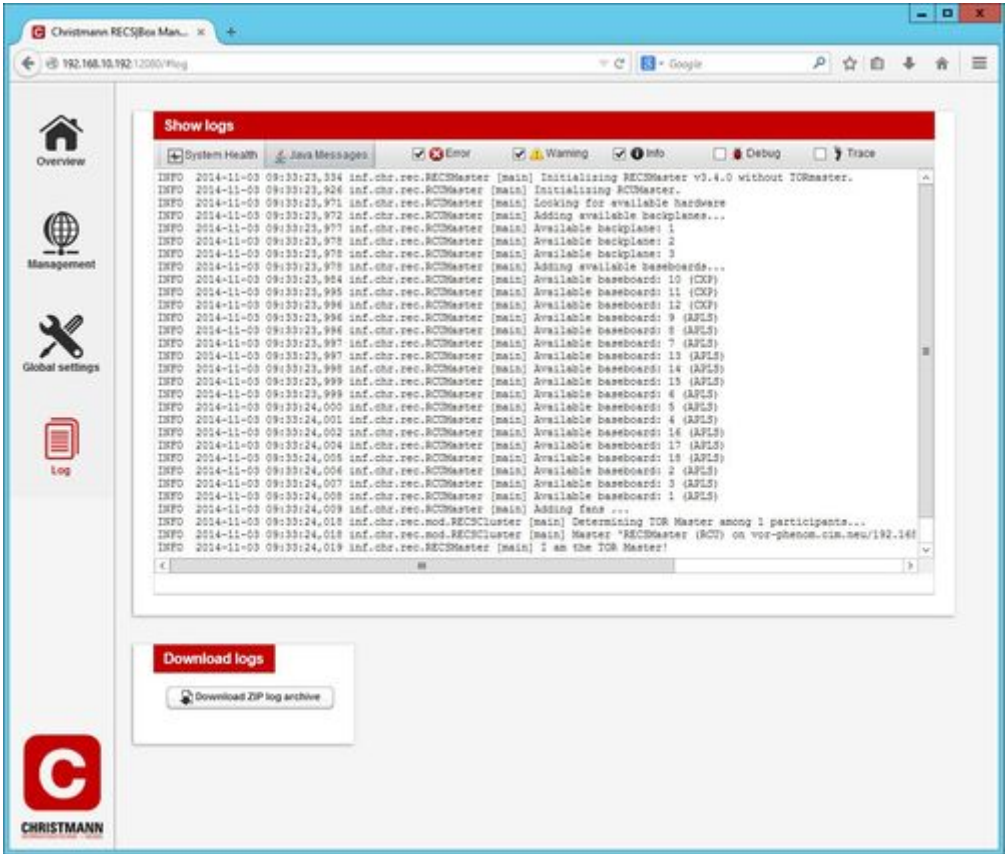 Christmann RECS|Box Man...
192.168.10.192:12080/#log
Google
Overview
Management
Global settings
Log
Show logs
System Health Java Messages Error Warning Info Debug Trace
INFO 2014-11-03 09:33:23,334 inf.chr.rec.RECSMaster [main] Initializing RECSMaster v3.4.0 without TORmaster.
INFO 2014-11-03 09:33:23,926 inf.chr.rec.RCUMaster [main] Initializing RCUMaster.
INFO 2014-11-03 09:33:23,971 inf.chr.rec.RCUMaster [main] Looking for available hardware
INFO 2014-11-03 09:33:23,972 inf.chr.rec.RCUMaster [main] Adding available backplanes...
INFO 2014-11-03 09:33:23,977 inf.chr.rec.RCUMaster [main] Available backplane: 1
INFO 2014-11-03 09:33:23,978 inf.chr.rec.RCUMaster [main] Available backplane: 2
INFO 2014-11-03 09:33:23,978 inf.chr.rec.RCUMaster [main] Available backplane: 3
INFO 2014-11-03 09:33:23,978 inf.chr.rec.RCUMaster [main] Adding available baseboards...
INFO 2014-11-03 09:33:23,984 inf.chr.rec.RCUMaster [main] Available baseboard: 10 (CXP)
INFO 2014-11-03 09:33:23,995 inf.chr.rec.RCUMaster [main] Available baseboard: 11 (CXP)
INFO 2014-11-03 09:33:23,996 inf.chr.rec.RCUMaster [main] Available baseboard: 12 (CXP)
INFO 2014-11-03 09:33:23,996 inf.chr.rec.RCUMaster [main] Available baseboard: 9 (APLS)
INFO 2014-11-03 09:33:23,996 inf.chr.rec.RCUMaster [main] Available baseboard: 8 (APLS)
INFO 2014-11-03 09:33:23,997 inf.chr.rec.RCUMaster [main] Available baseboard: 7 (APLS)
INFO 2014-11-03 09:33:23,997 inf.chr.rec.RCUMaster [main] Available baseboard: 13 (APLS)
INFO 2014-11-03 09:33:23,998 inf.chr.rec.RCUMaster [main] Available baseboard: 14 (APLS)
INFO 2014-11-03 09:33:23,999 inf.chr.rec.RCUMaster [main] Available baseboard: 15 (APLS)
INFO 2014-11-03 09:33:23,999 inf.chr.rec.RCUMaster [main] Available baseboard: 6 (APLS)
INFO 2014-11-03 09:33:24,000 inf.chr.rec.RCUMaster [main] Available baseboard: 5 (APLS)
INFO 2014-11-03 09:33:24,001 inf.chr.rec.RCUMaster [main] Available baseboard: 4 (APLS)
INFO 2014-11-03 09:33:24,002 inf.chr.rec.RCUMaster [main] Available baseboard: 16 (APLS)
INFO 2014-11-03 09:33:24,004 inf.chr.rec.RCUMaster [main] Available baseboard: 17 (APLS)
INFO 2014-11-03 09:33:24,005 inf.chr.rec.RCUMaster [main] Available baseboard: 18 (APLS)
INFO 2014-11-03 09:33:24,006 inf.chr.rec.RCUMaster [main] Available baseboard: 2 (APLS)
INFO 2014-11-03 09:33:24,007 inf.chr.rec.RCUMaster [main] Available baseboard: 3 (APLS)
INFO 2014-11-03 09:33:24,008 inf.chr.rec.RCUMaster [main] Available baseboard: 1 (APLS)
INFO 2014-11-03 09:33:24,009 inf.chr.rec.RCUMaster [main] Adding fans ...
INFO 2014-11-03 09:33:24,018 inf.chr.rec.mod.RECSCluster [main] Determining TOR Master among 1 participants...
INFO 2014-11-03 09:33:24,018 inf.chr.rec.mod.RECSCluster [main] Master "RECSMaster (RCU) on vor-phenom.cim.neu/192.168
INFO 2014-11-03 09:33:24,019 inf.chr.rec.RECSMaster [main] I am the TOR Master!
Download logs
Download ZIP log archive
C
CHRISTMANN